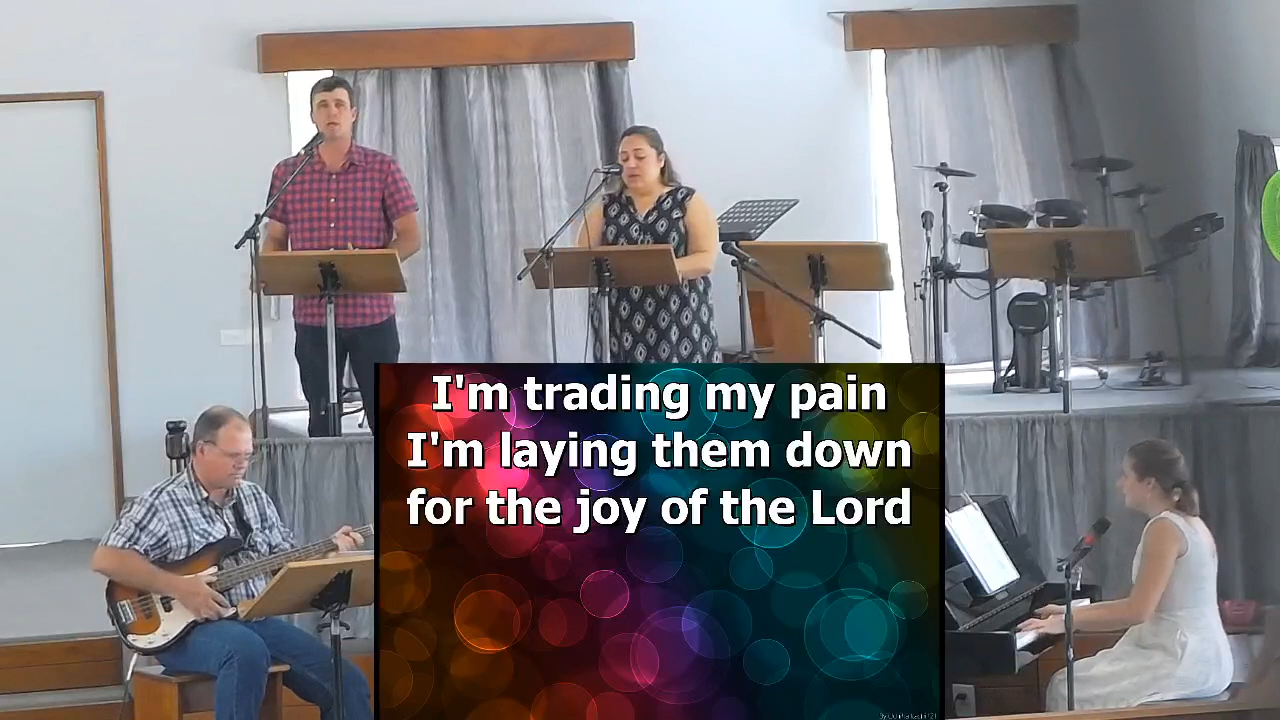 I'm trading my pain
I'm laying them down
for the joy of the Lord